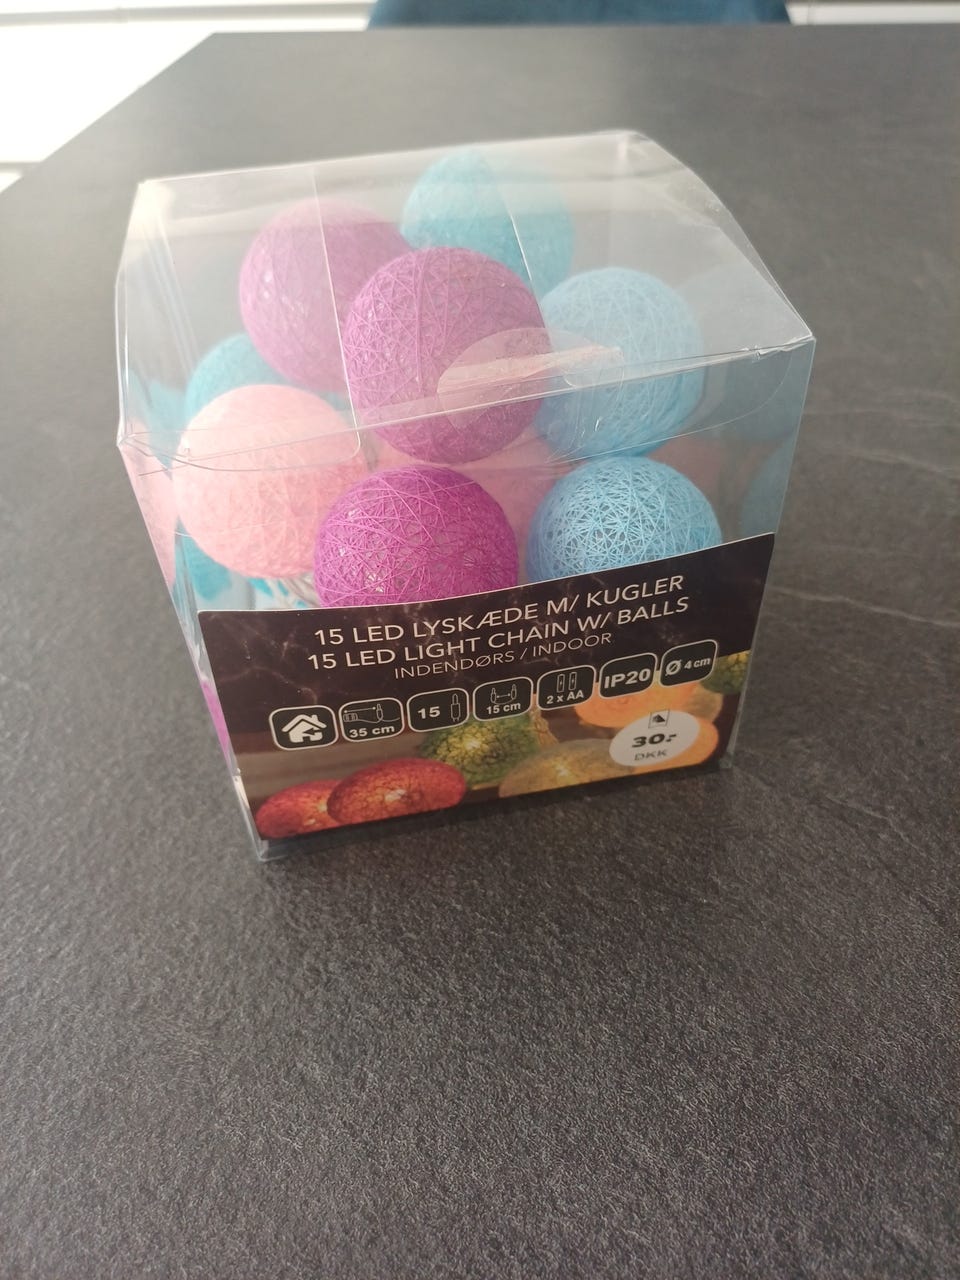 15 LED LYSKÆDE M/ KUGLER
15 LED LIGHT CHAIN W/ BALLS
INDENDØRS / INDOOR
35 cm
15
15 cm
2 x AA
IP20
Ø 4 cm
30:-
DKK